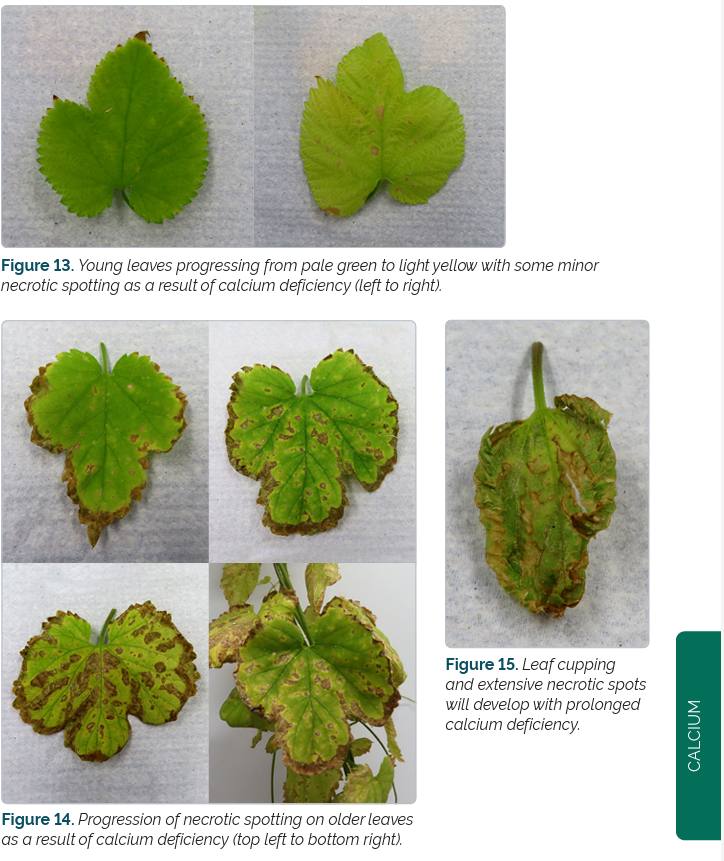 Figure 13. Young leaves progressing from pale green to light yellow with some minor
necrotic spotting as a result of calcium deficiency (left to right).
Figure 15. Leaf cupping
and extensive necrotic spots
will develop with prolonged
calcium deficiency.
CALCIUM
Figure 14. Progression of necrotic spotting on older leaves
as a result of calcium deficiency (top left to bottom right).